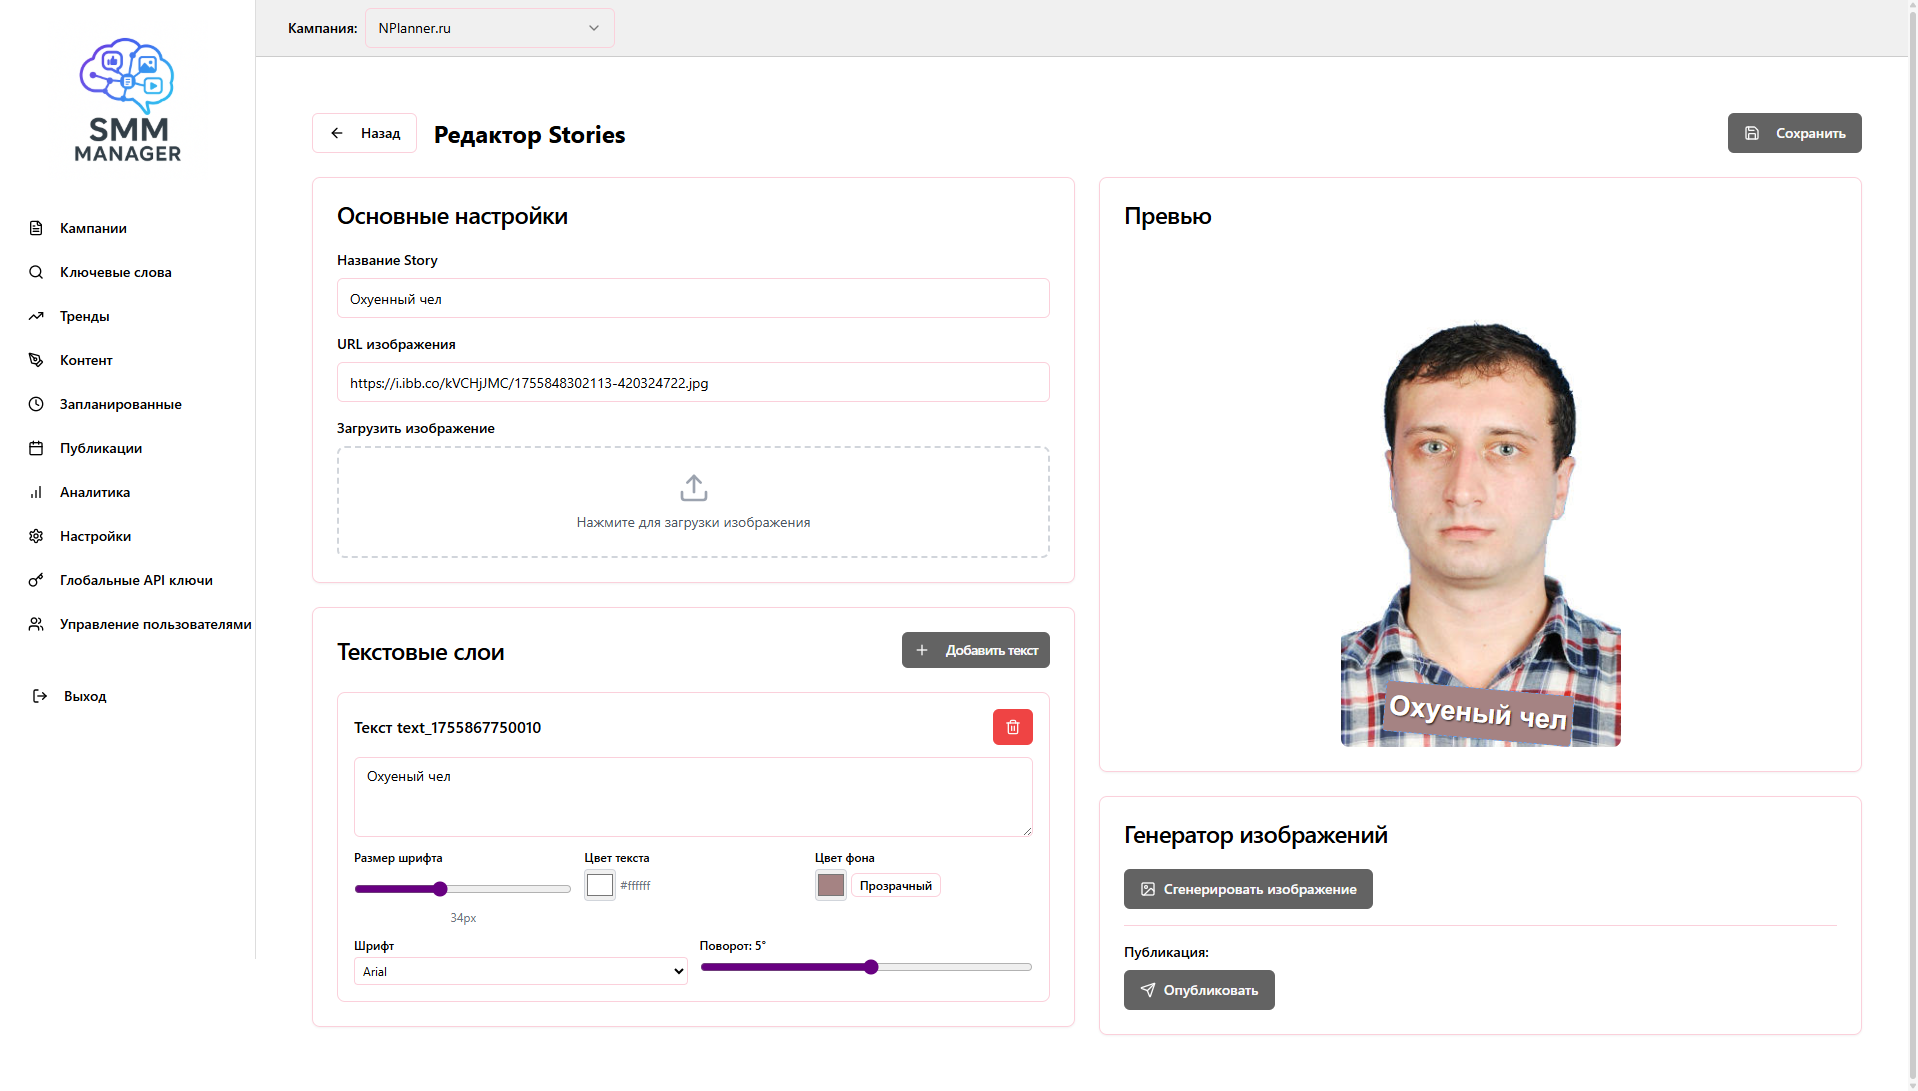 Кампания:
NPlanner.ru
SMM
MANAGER
Кампании
Ключевые слова
Тренды
Контент
Запланированные
Публикации
Аналитика
Настройки
Глобальные API ключи
Управление пользователями
Выход
Назад
Редактор Stories
Сохранить
Основные настройки
Название Story
Охуенный чел
URL изображения
https://i.ibb.co/kVCHjJMC/1755848302113-420324722.jpg
Загрузить изображение
Нажмите для загрузки изображения
Текстовые слои
Добавить текст
Текст text_1755867750010
Охуеный чел
Размер шрифта
34px
Цвет текста
#ffffff
Цвет фона
Прозрачный
Шрифт
Arial
Поворот: 5°
Превью
Охуеный чел
Генератор изображений
Сгенерировать изображение
Публикация:
Опубликовать